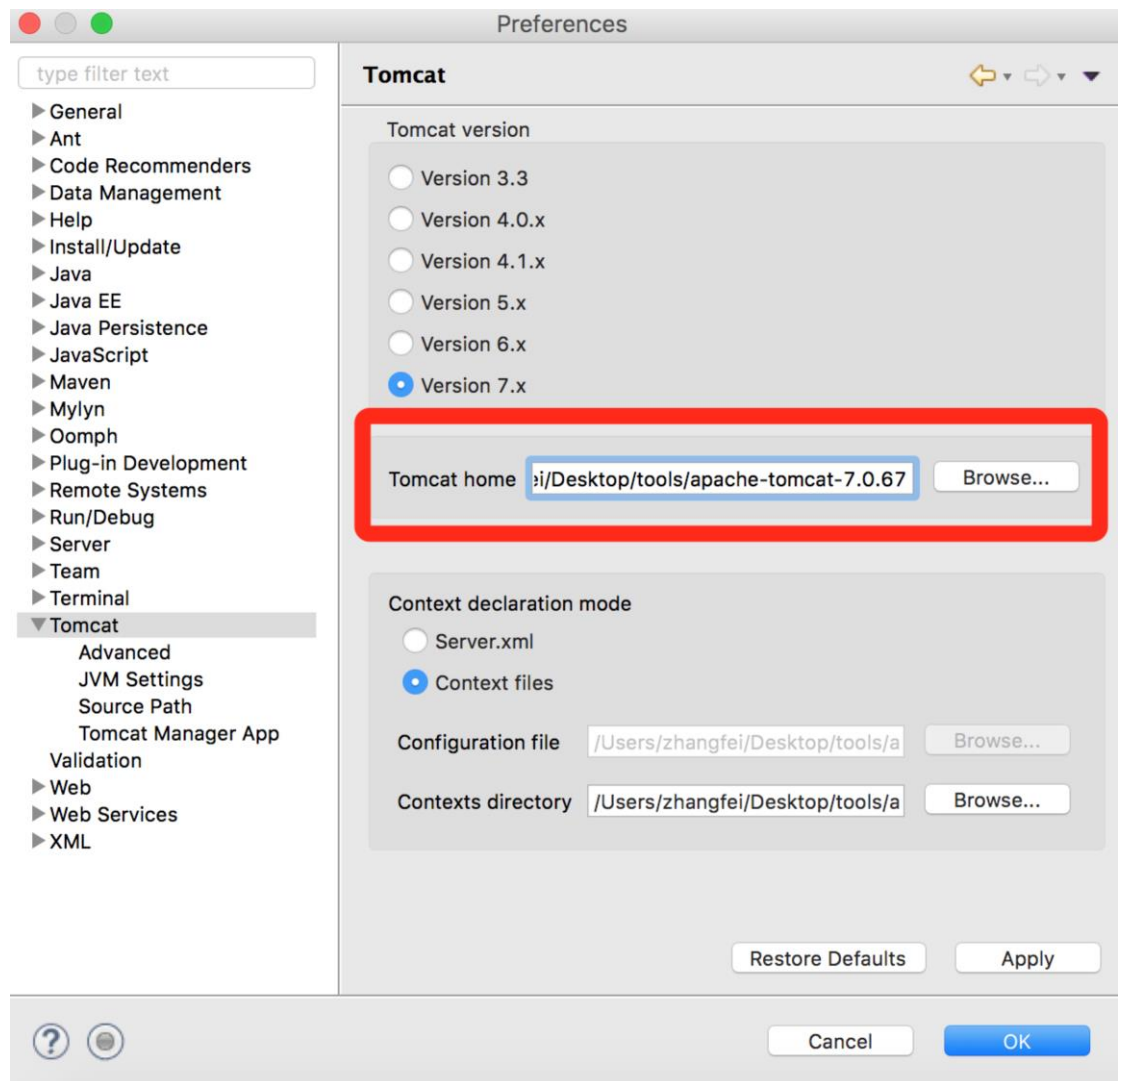 Preferences
type filter text
General
Ant
Code Recommenders
Data Management
Help
Install/Update
Java
Java EE
Java Persistence
JavaScript
Maven
Mylyn
Oomph
Plug-in Development
Remote Systems
Run/Debug
Server
Team
Terminal
Tomcat
Advanced
JVM Settings
Source Path
Tomcat Manager App
Validation
Web
Web Services
XML
Tomcat
Tomcat version
Version 3.3
Version 4.0.x
Version 4.1.x
Version 5.x
Version 6.x
Version 7.x
Tomcat home ei/Desktop/tools/apache-tomcat-7.0.67 Browse...
Context declaration mode
Server.xml
Context files
Configuration file /Users/zhangfei/Desktop/tools/a Browse...
Contexts directory /Users/zhangfei/Desktop/tools/a Browse...
Restore Defaults Apply
? Cancel OK